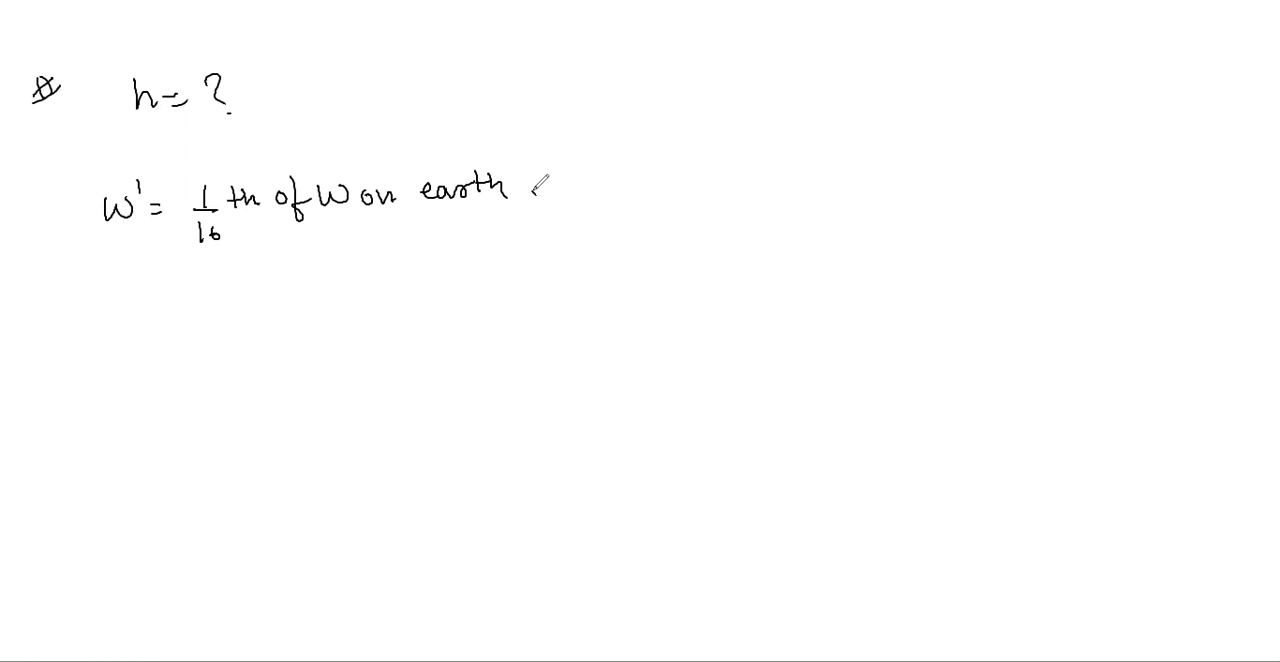 h = ?
w' = 1/16 th of W on earth